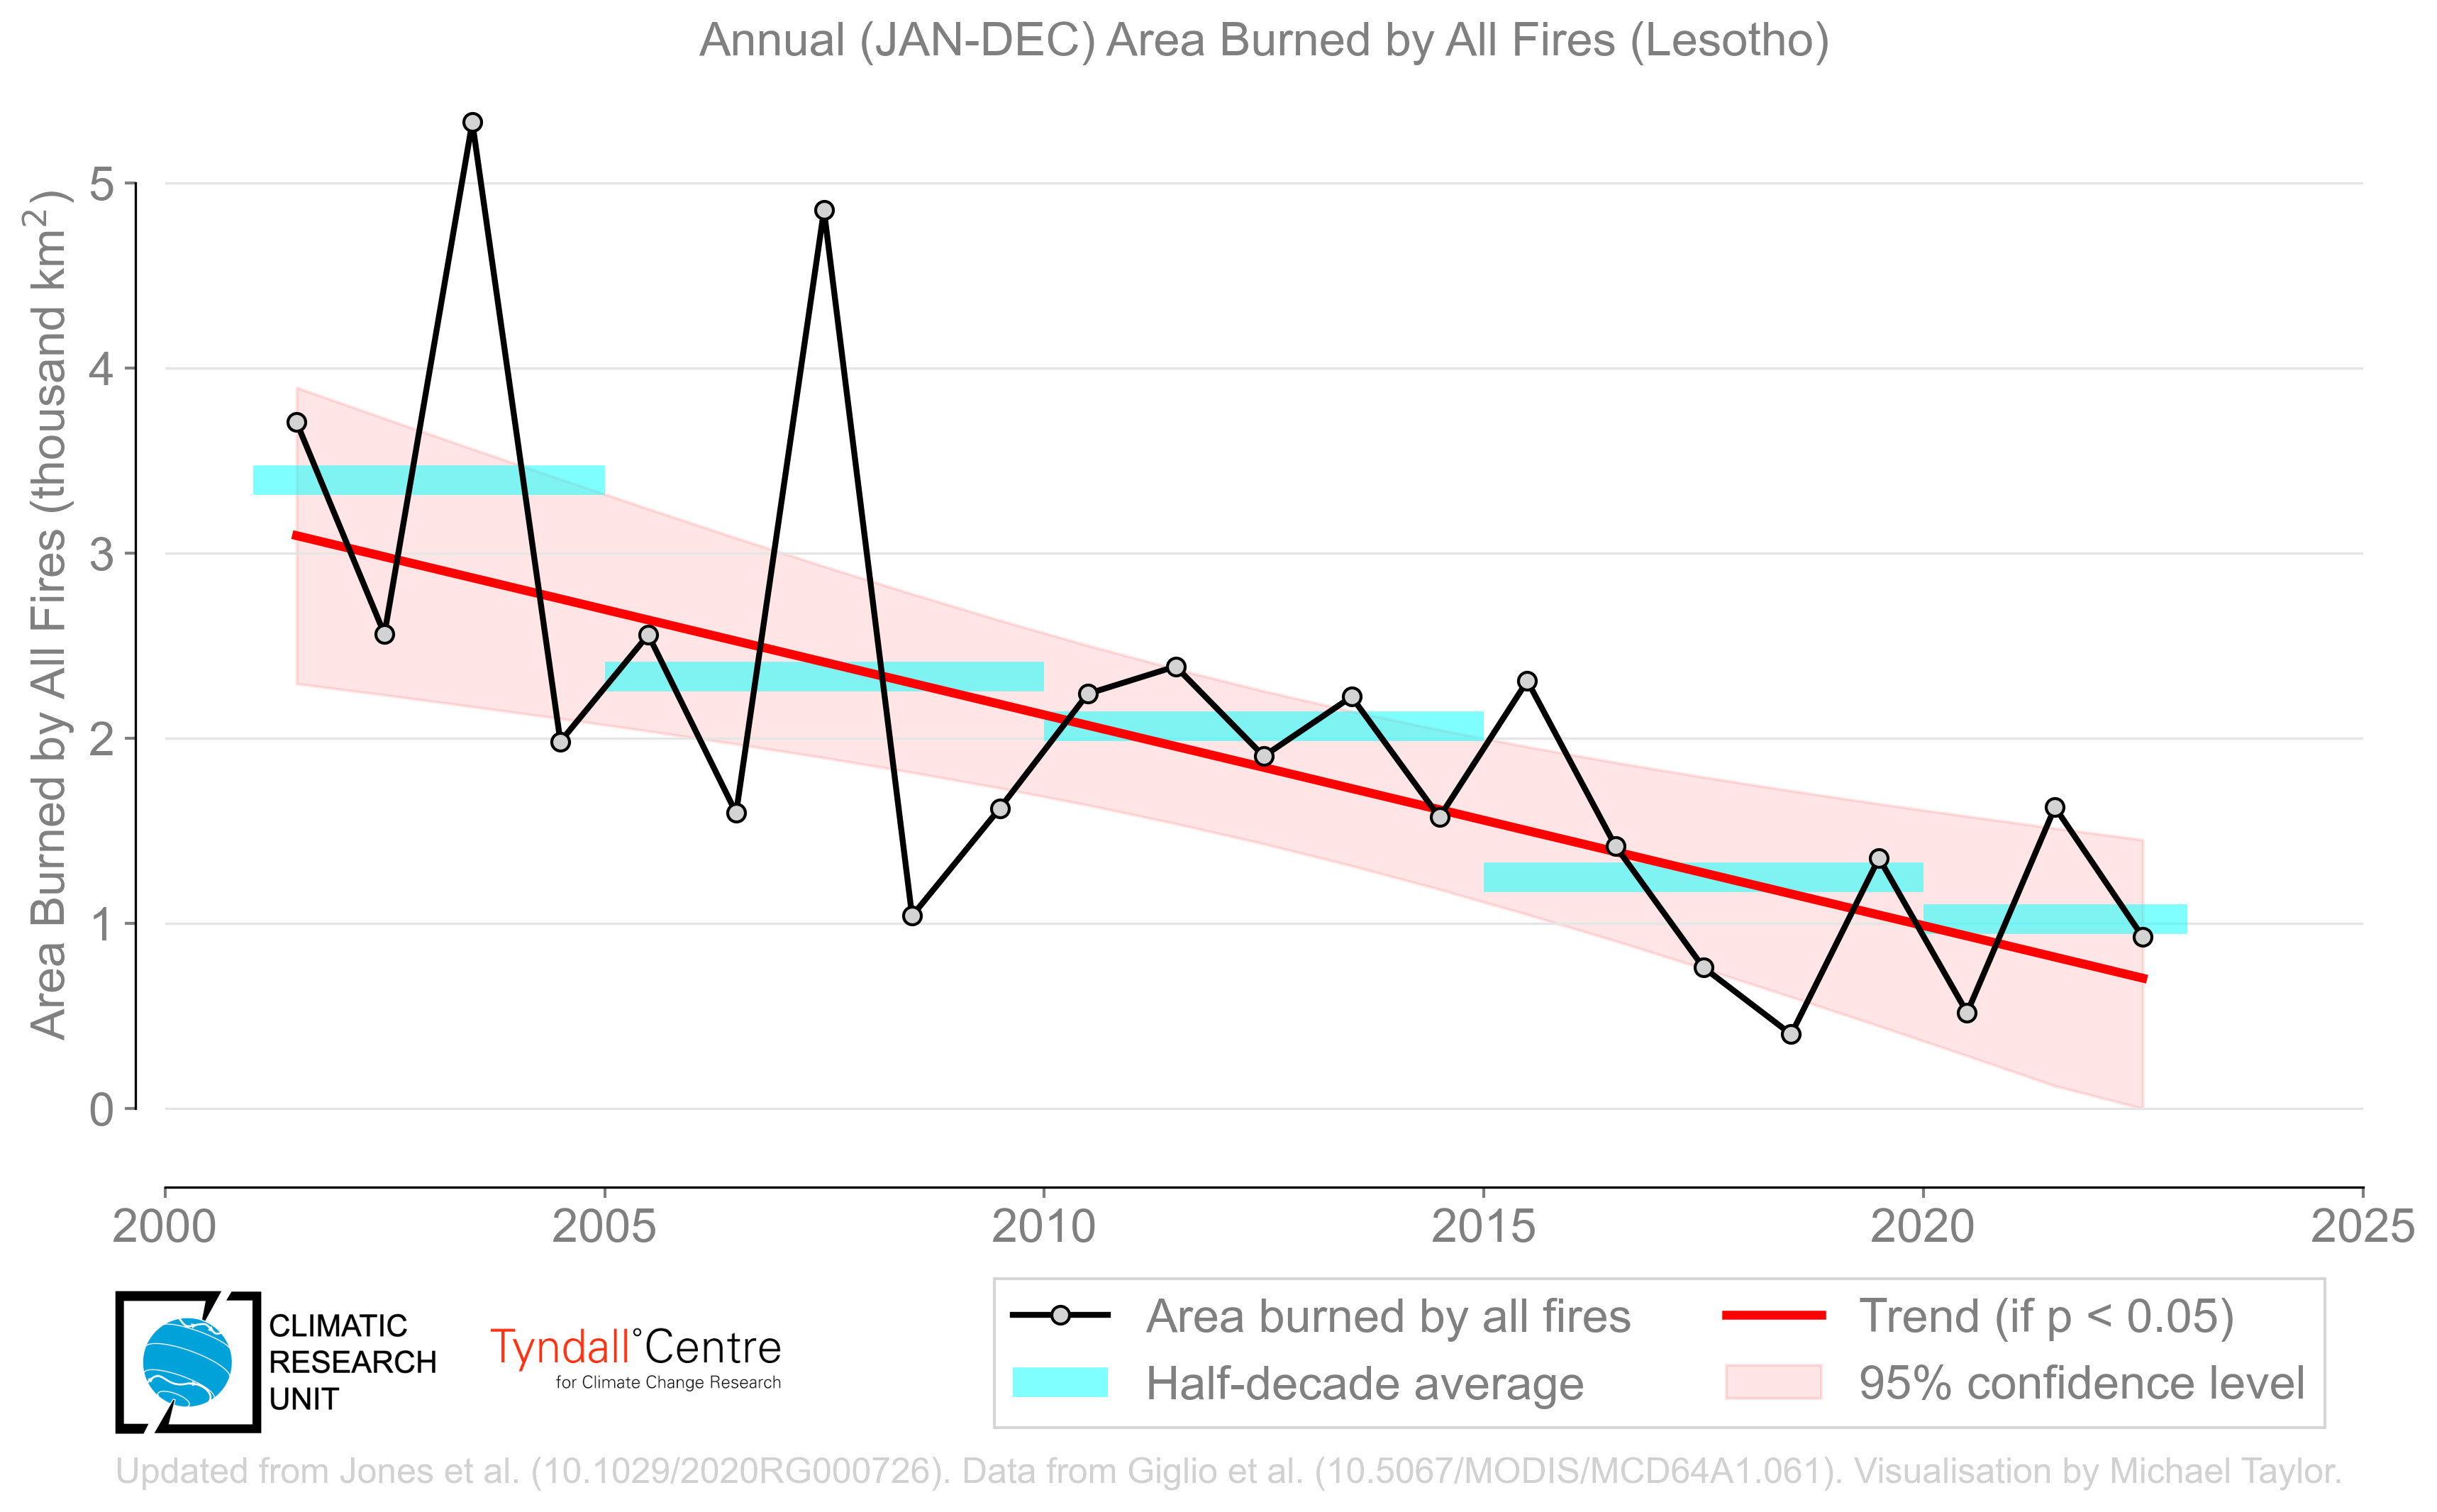 Annual (JAN-DEC) Area Burned by All Fires (Lesotho)
Area Burned by All Fires (thousand km²)
5
4
3
2
1
0
2000 2005 2010 2015 2020 2025
CLIMATIC
RESEARCH
UNIT
Tyndall°Centre
for Climate Change Research
Area burned by all fires
Half-decade average
Trend (if p < 0.05)
95% confidence level
Updated from Jones et al. (10.1029/2020RG000726). Data from Giglio et al. (10.5067/MODIS/MCD64A1.061). Visualisation by Michael Taylor.